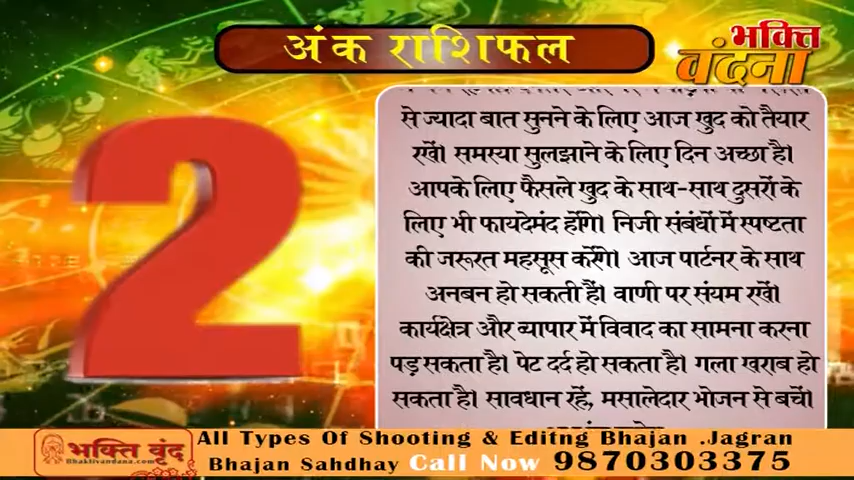 अंक राशिफल
भक्ति
वंदना
2
से ज्यादा बात सुनने के लिए आज खुद को तैयार
रखें। समस्या सुलझाने के लिए दिन अच्छा है।
आपके लिए फैसले खुद के साथ-साथ दुसरों के
लिए भी फायदेमंद होंगे। निजी संबंधों में स्पष्टता
की जरूरत महसूस करेंगे। आज पार्टनर के साथ
अनबन हो सकती हैं। वाणी पर संयम रखें।
कार्यक्षेत्र और व्यापार में विवाद का सामना करना
पड़ सकता है। पेट दर्द हो सकता है। गला खराब हो
सकता है। सावधान रहें, मसालेदार भोजन से बचें।
भक्ति वृंद
Bhaktivandana.com
All Types Of Shooting & Editng Bhajan .Jagran
Bhajan Sahdhay Call Now 9870303375